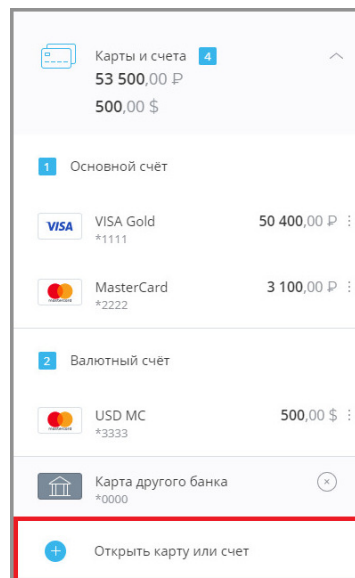 Карты и счета 4
53 500,00 ₽
500,00 $
1 Основной счёт
VISA VISA Gold 50 400,00 ₽
*1111
MasterCard 3 100,00 ₽
mastercard *2222
2 Валютный счёт
USD MC 500,00 $
mastercard *3333
Карта другого банка
*0000
Открыть карту или счет